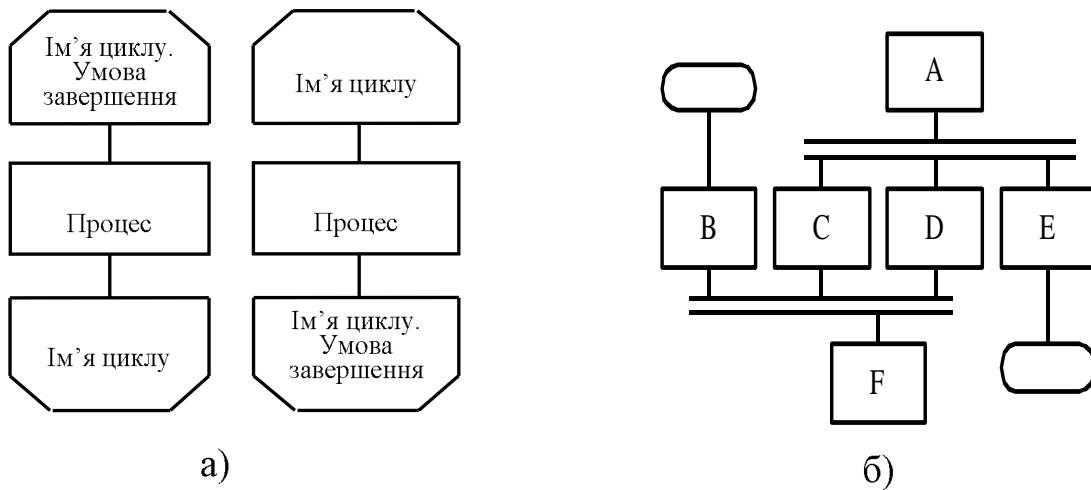 Ім’я циклу.
Умова
завершення
Процес
Ім’я циклу
Ім’я циклу
Процес
Ім’я циклу.
Умова
завершення
а)
A
B
C
D
E
F
б)